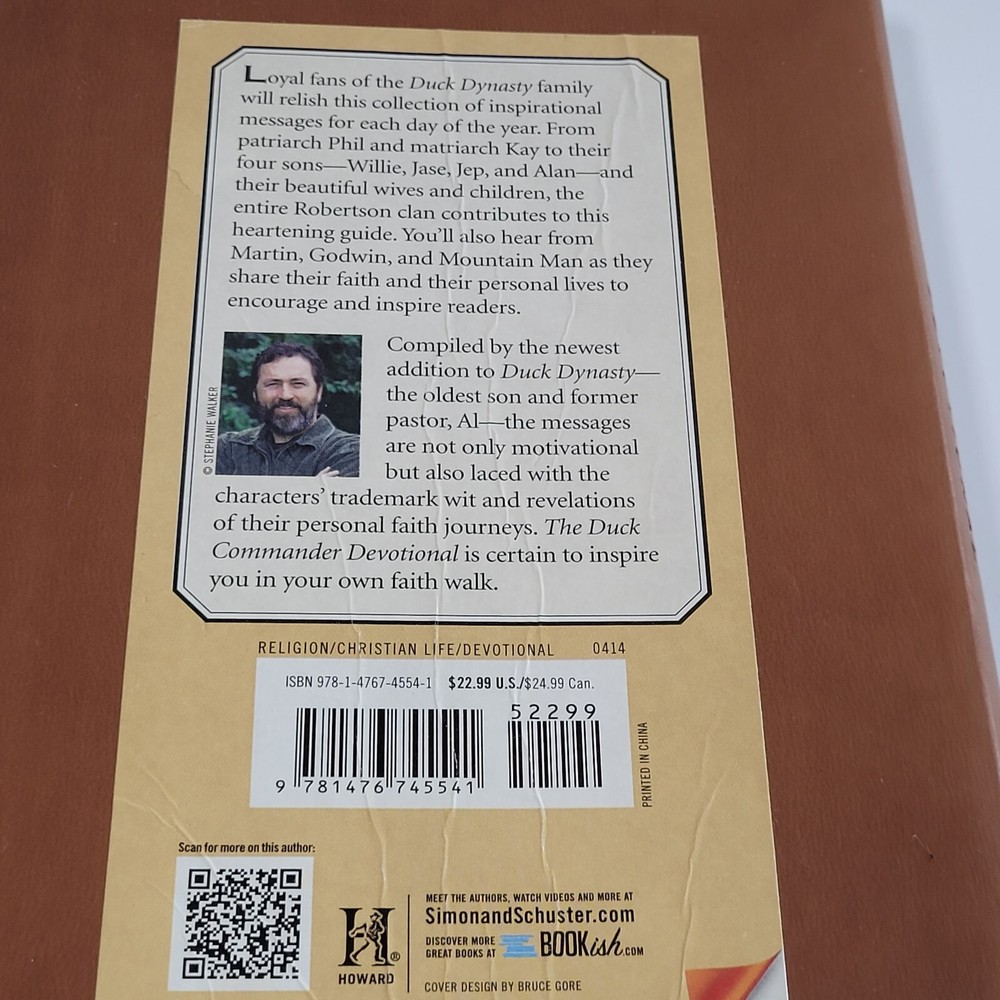 Loyal fans of the Duck Dynasty family
will relish this collection of inspirational
messages for each day of the year. From
patriarch Phil and matriarch Kay to their
four sons—Willie, Jase, Jep, and Alan—and
their beautiful wives and children, the
entire Robertson clan contributes to this
heartening guide. You'll also hear from
Martin, Godwin, and Mountain Man as they
share their faith and their personal lives to
encourage and inspire readers.
© STEPHANIE WALKER
Compiled by the newest
addition to Duck Dynasty—
the oldest son and former
pastor, Al—the messages
are not only motivational
but also laced with the
characters' trademark wit and revelations
of their personal faith journeys. The Duck
Commander Devotional is certain to inspire
you in your own faith walk.
RELIGION/CHRISTIAN LIFE/DEVOTIONAL 0414
ISBN 978-1-4767-4554-1 $22.99 U.S./$24.99 Can.
52299
9 781476 745541
PRINTED IN CHINA
Scan for more on this author:
H®
HOWARD
MEET THE AUTHORS, WATCH VIDEOS AND MORE AT
SimonandSchuster.com
DISCOVER MORE
GREAT BOOKS AT
BOOKish.COM
COVER DESIGN BY BRUCE GORE